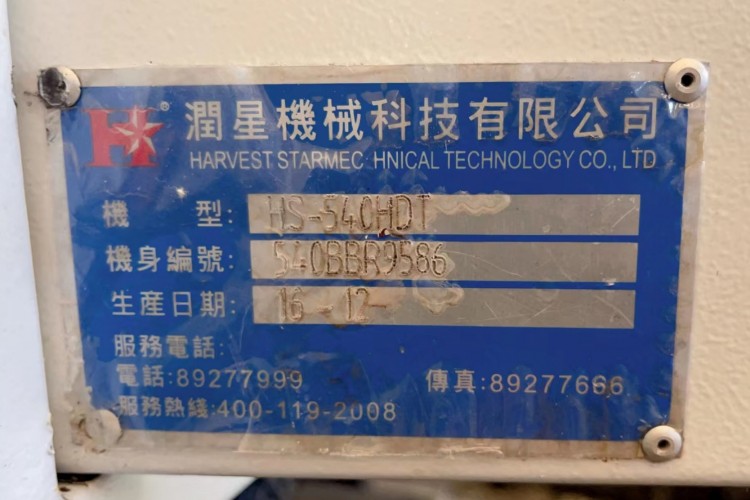 H ® 潤星機械科技有限公司
HARVEST STARMEC HNICAL TECHNOLOGY CO., LTD
機 型: HS-540HDT
機身編號: 540BBR9586
生產日期: 16 - 12 -
服務電話:
電話:89277999 傳真:89277666
服務熱綫:400-119-2008